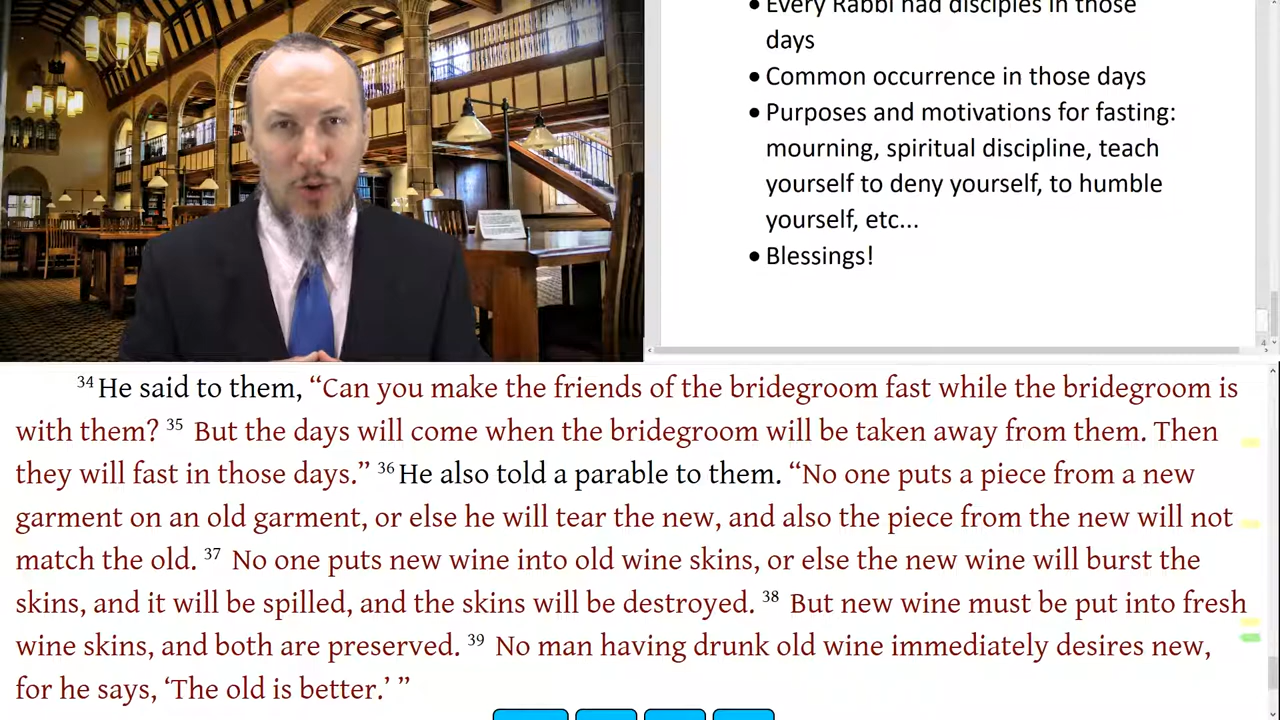 • Every Rabbi had disciples in those
days
• Common occurrence in those days
• Purposes and motivations for fasting:
mourning, spiritual discipline, teach
yourself to deny yourself, to humble
yourself, etc...
• Blessings!
34 He said to them, “Can you make the friends of the bridegroom fast while the bridegroom is
with them? 35 But the days will come when the bridegroom will be taken away from them. Then
they will fast in those days.” 36 He also told a parable to them. “No one puts a piece from a new
garment on an old garment, or else he will tear the new, and also the piece from the new will not
match the old. 37 No one puts new wine into old wine skins, or else the new wine will burst the
skins, and it will be spilled, and the skins will be destroyed. 38 But new wine must be put into fresh
wine skins, and both are preserved. 39 No man having drunk old wine immediately desires new,
for he says, ‘The old is better.’ ”